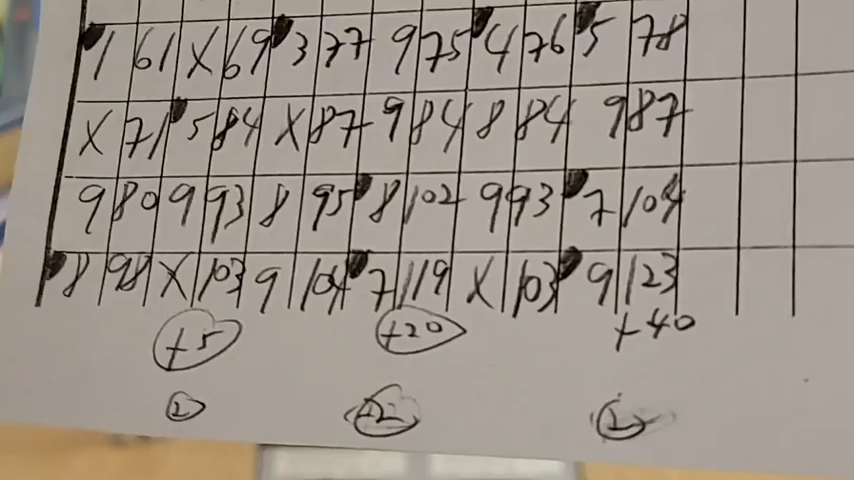 1 61 X 69 3 77 9 75 4 76 5 78
X 71 5 84 X 87 9 84 8 84 9 87
9 80 9 93 8 95 8 102 9 93 7 104
8 98 X 103 9 104 7 119 X 103 9 123
+5 +20 +40
2 +2 2